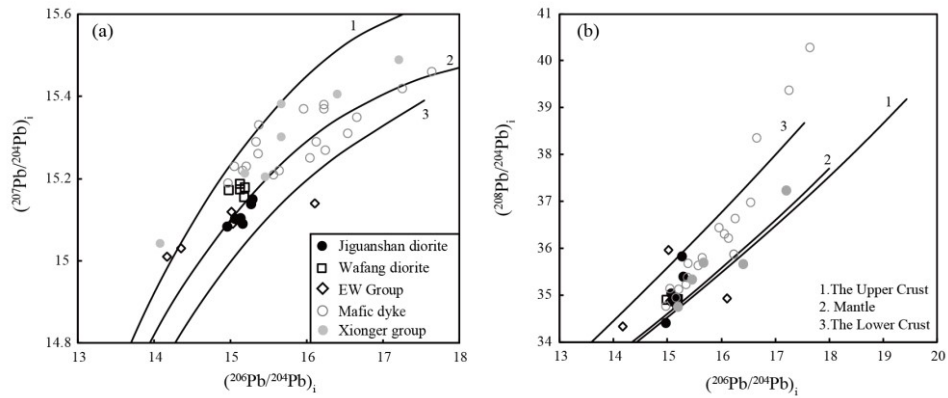 (a)
1
2
3
15.6
15.4
15.2
15
14.8
(²⁰⁷Pb/²⁰⁴Pb)ᵢ
Jiguanshan diorite
Wafang diorite
EW Group
Mafic dyke
Xionger group
13
14
15
16
17
18
(²⁰⁶Pb/²⁰⁴Pb)ᵢ
(b)
3
1
2
41
40
39
38
37
36
35
34
(²⁰⁸Pb/²⁰⁴Pb)ᵢ
1.The Upper Crust
2. Mantle
3.The Lower Crust
13
14
15
16
17
18
19
20
(²⁰⁶Pb/²⁰⁴Pb)ᵢ